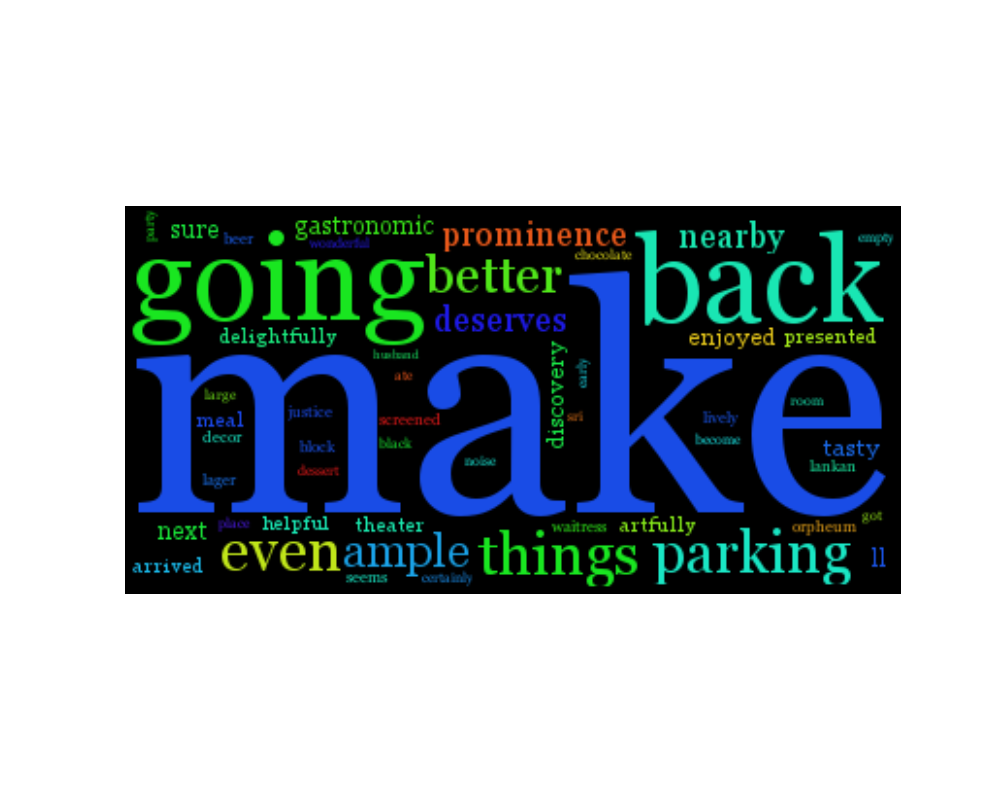 party
sure
beer
gastronomic
wonderful
prominence
chocolate
nearby
empty
going
better
back
deserves
delightfully
enjoyed
presented
make
husband
ate
discovery
early
large
meal
decor
justice
screened
sri
lively
room
block
black
become
tasty
noise
lankan
lager
dessert
next
place
helpful
theater
waitress
artfully
orpheum
got
arrived
even
ample
things
parking
ll
seems
certainly